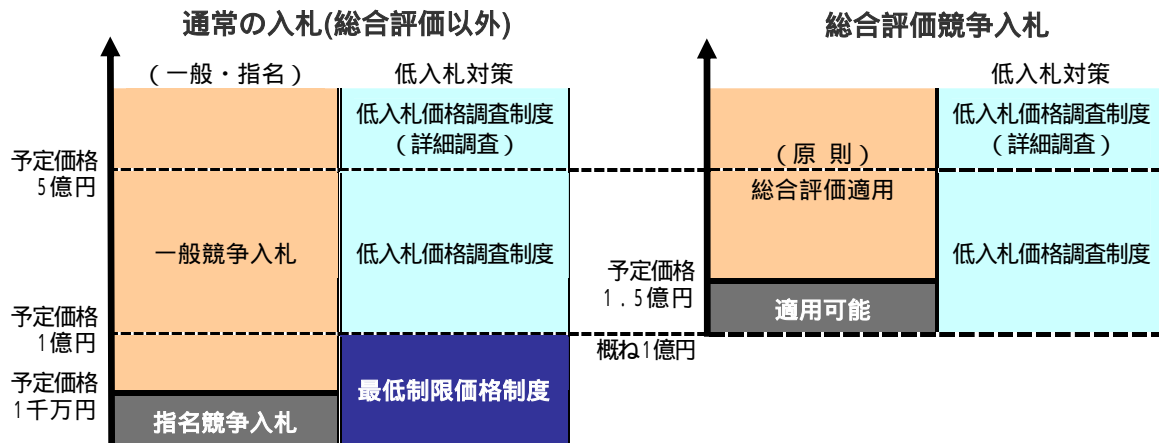 通常の入札(総合評価以外)
(一般・指名)
低入札対策
低入札価格調査制度
(詳細調査)
予定価格
5億円
一般競争入札
低入札価格調査制度
予定価格
1億円
最低制限価格制度
予定価格
1千万円
指名競争入札
総合評価競争入札
低入札対策
低入札価格調査制度
(詳細調査)
(原 則)
総合評価適用
低入札価格調査制度
予定価格
1.5億円
適用可能
概ね1億円